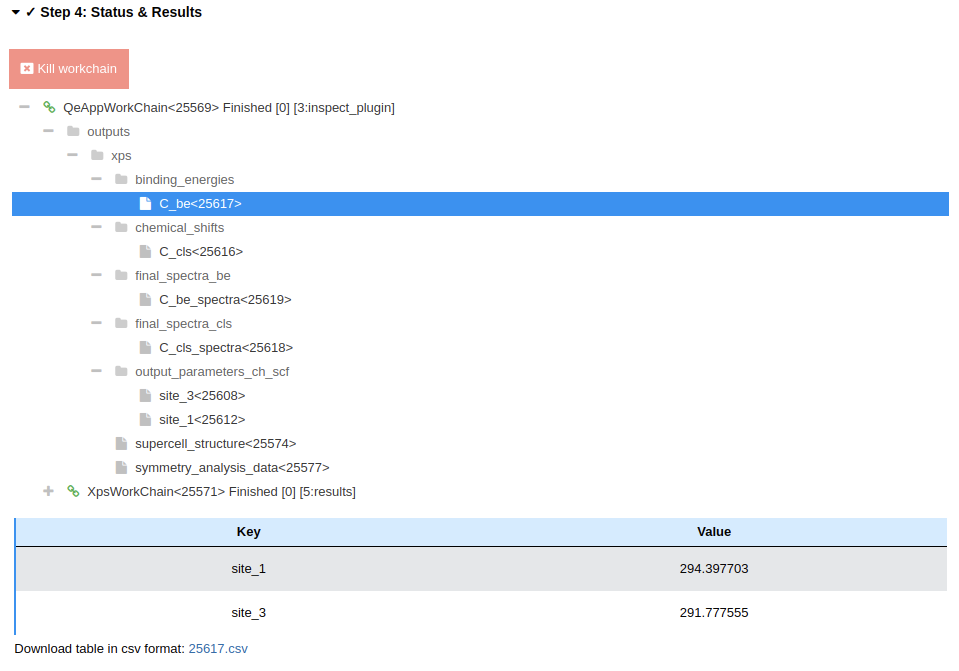 ✓ Step 4: Status & Results
Kill workchain
QeAppWorkChain<25569> Finished [0] [3:inspect_plugin]
outputs
xps
binding_energies
C_be<25617>
chemical_shifts
C_cls<25616>
final_spectra_be
C_be_spectra<25619>
final_spectra_cls
C_cls_spectra<25618>
output_parameters_ch_scf
site_3<25608>
site_1<25612>
supercell_structure<25574>
symmetry_analysis_data<25577>
XpsWorkChain<25571> Finished [0] [5:results]
Key Value
site_1 294.397703
site_3 291.777555
Download table in csv format: 25617.csv